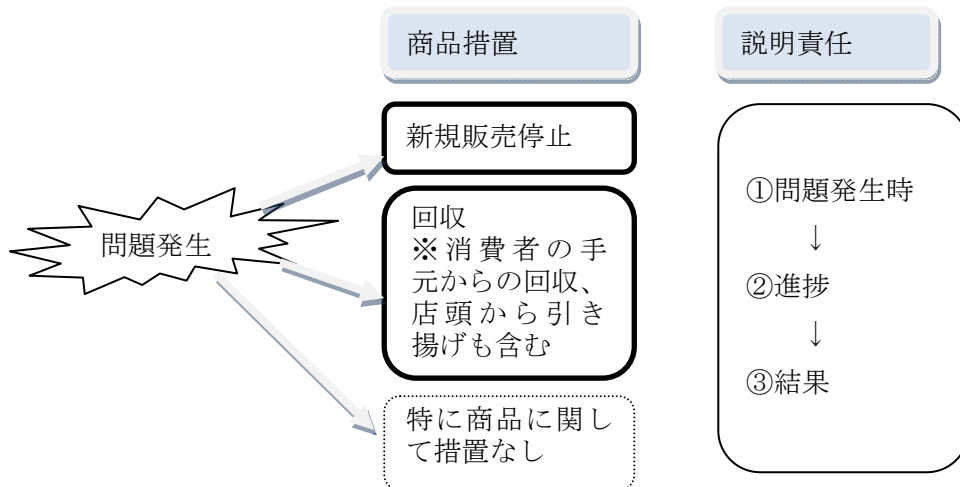 商品措置
説明責任
問題発生
新規販売停止
回収
※消費者の手
元からの回収、
店頭から引き
揚げも含む
特に商品に関し
て措置なし
①問題発生時
↓
②進捗
↓
③結果